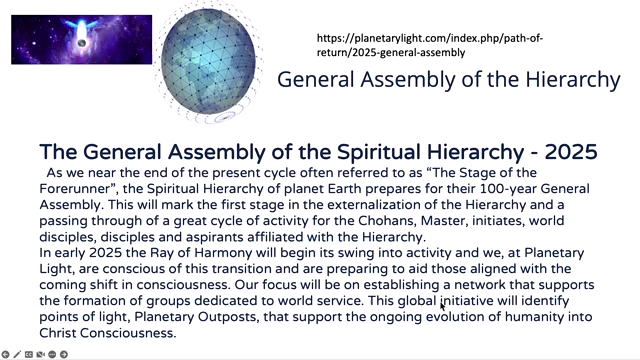 https://planetarylight.com/index.php/path-of-
return/2025-general-assembly
General Assembly of the Hierarchy
The General Assembly of the Spiritual Hierarchy - 2025
As we near the end of the present cycle often referred to as “The Stage of the
Forerunner”, the Spiritual Hierarchy of planet Earth prepares for their 100-year General
Assembly. This will mark the first stage in the externalization of the Hierarchy and a
passing through of a great cycle of activity for the Chohans, Master, initiates, world
disciples, disciples and aspirants affiliated with the Hierarchy.
In early 2025 the Ray of Harmony will begin its swing into activity and we, at Planetary
Light, are conscious of this transition and are preparing to aid those aligned with the
coming shift in consciousness. Our focus will be on establishing a network that supports
the formation of groups dedicated to world service. This global initiative will identify
points of light, Planetary Outposts, that support the ongoing evolution of humanity into
Christ Consciousness.